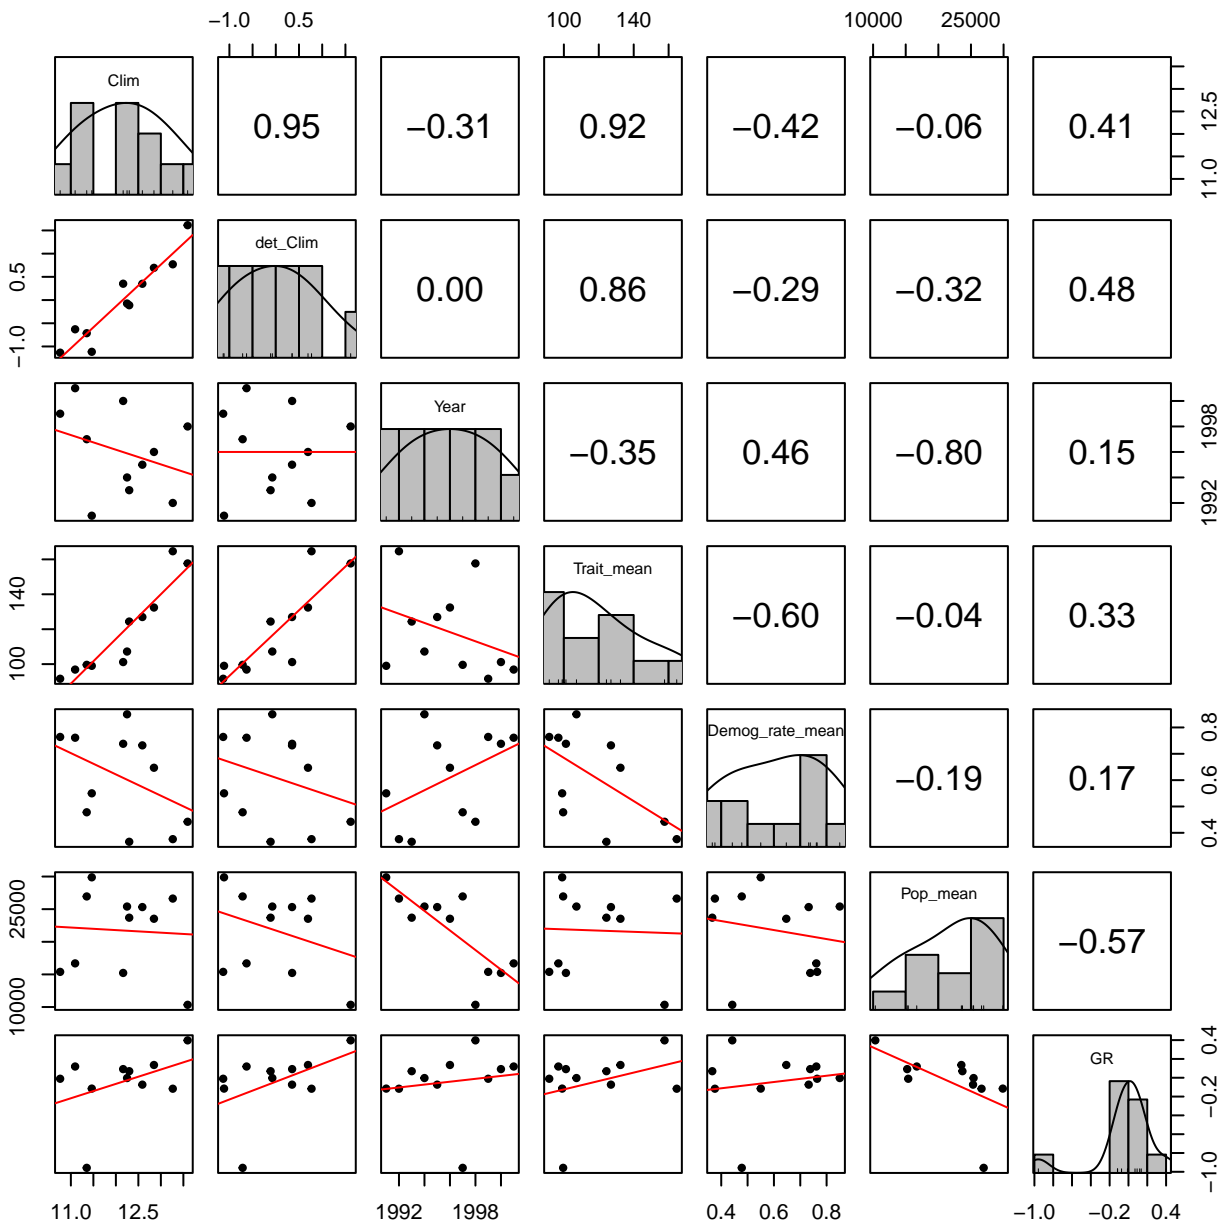 −1.0 0.5 100 140 10000 25000
Clim 0.95 −0.31 0.92 −0.42 −0.06 0.41 11.0 12.5
−1.0 0.5 det_Clim 0.00 0.86 −0.29 −0.32 0.48
Year −0.35 0.46 −0.80 0.15 1992 1998
100 140 Trait_mean −0.60 −0.04 0.33
Demog_rate_mean −0.19 0.17 0.4 0.6 0.8
10000 25000 Pop_mean −0.57
GR −1.0 −0.2 0.4
11.0 12.5 1992 1998 0.4 0.6 0.8 −1.0 −0.2 0.4